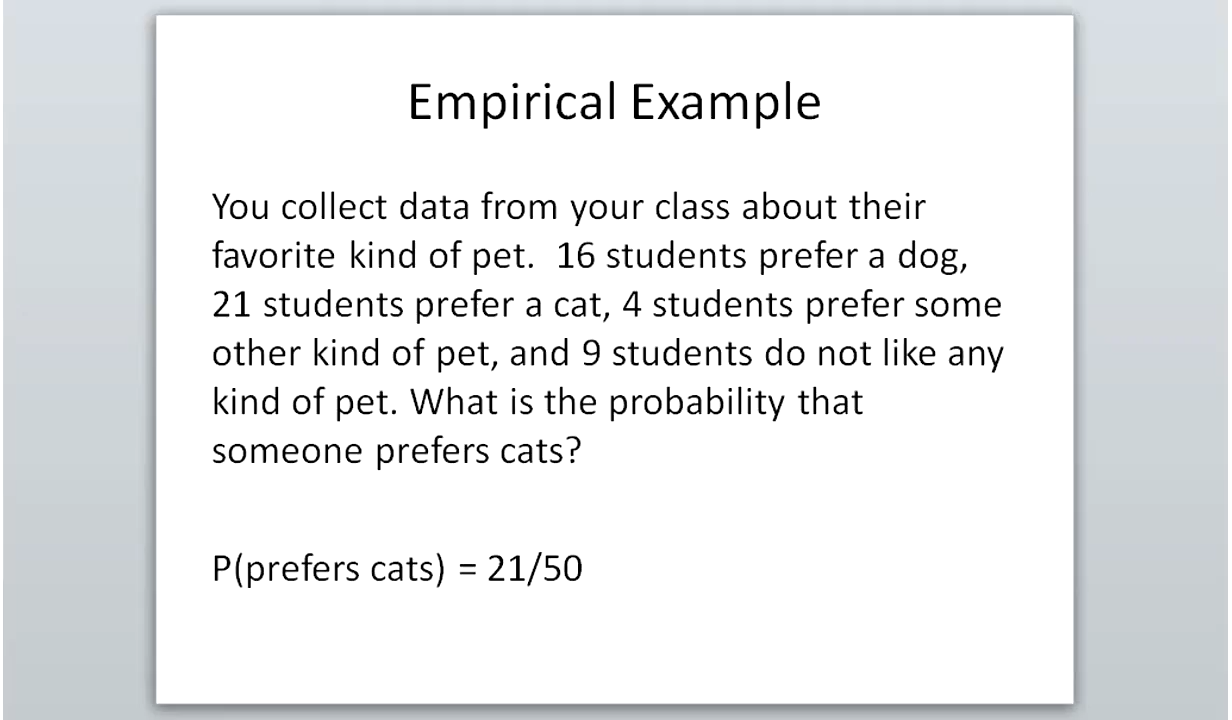 Empirical Example
You collect data from your class about their
favorite kind of pet.  16 students prefer a dog,
21 students prefer a cat, 4 students prefer some
other kind of pet, and 9 students do not like any
kind of pet. What is the probability that
someone prefers cats?
P(prefers cats) = 21/50